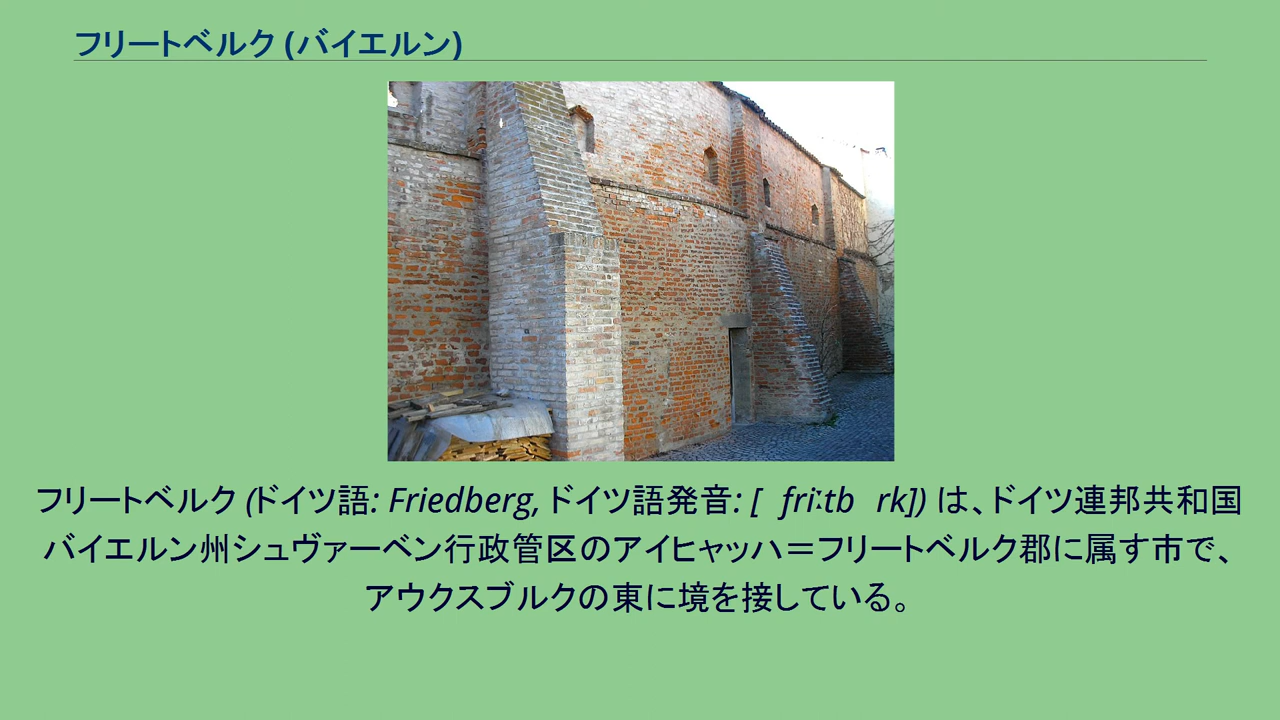 フリートベルク (バイエルン)
フリートベルク (ドイツ語: Friedberg, ドイツ語発音: [ friːtb rk]) は、ドイツ連邦共和国
バイエルン州シュヴァーベン行政管区のアイヒャッハ＝フリートベルク郡に属す市で、
アウクスブルクの東に境を接している。